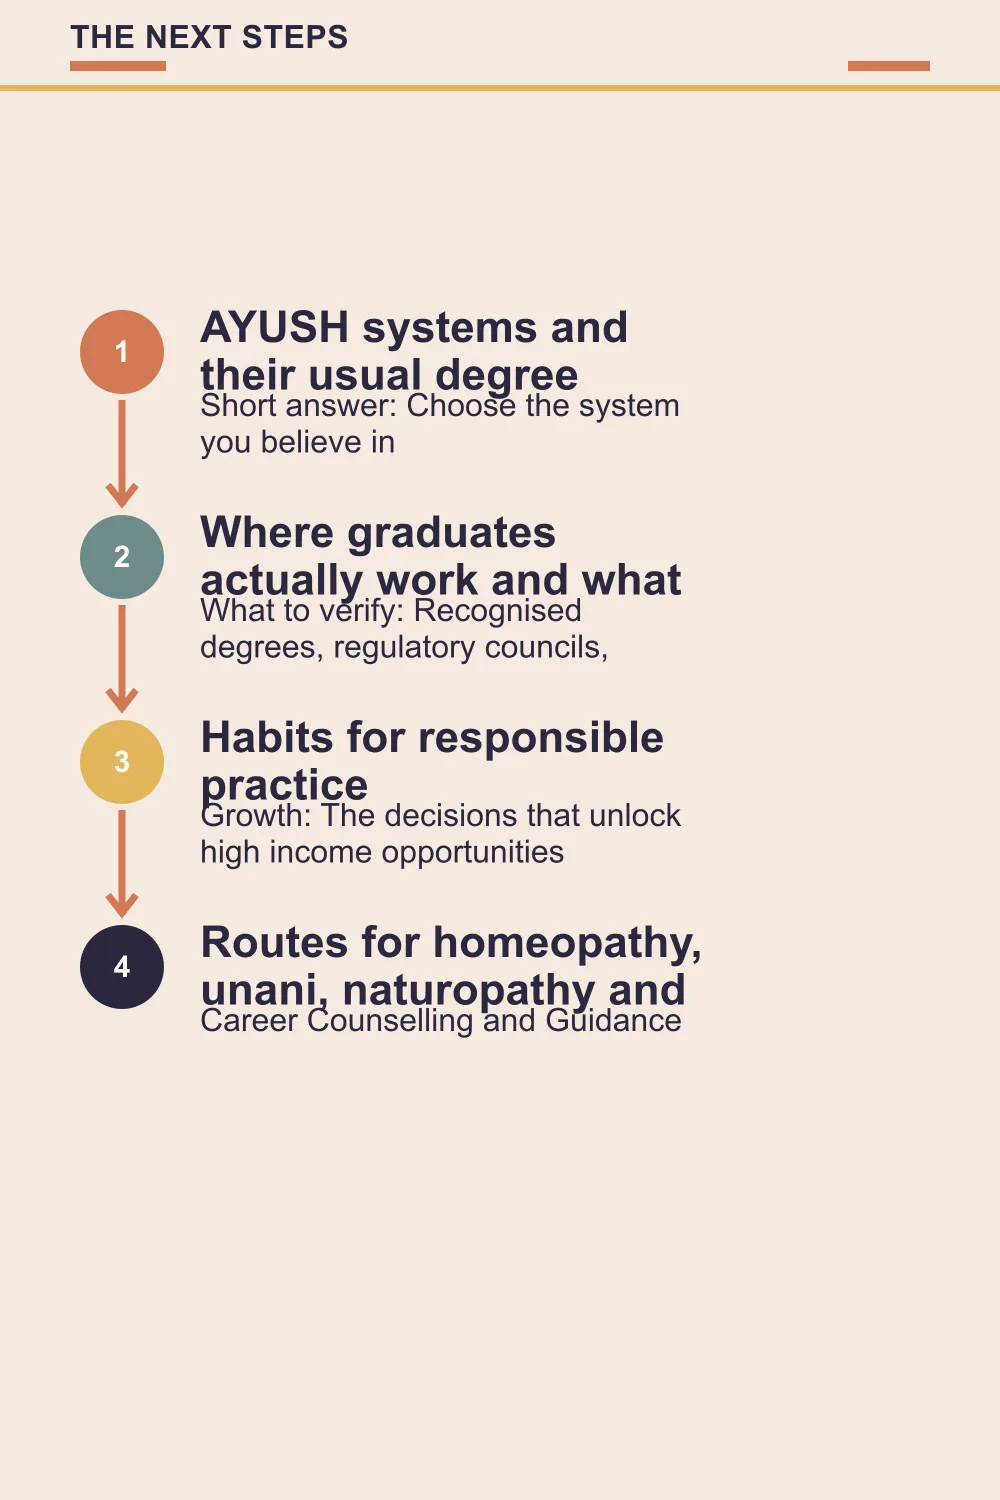 THE NEXT STEPS
1
AYUSH systems and
their usual degree
Short answer: Choose the system
you believe in
2
Where graduates
actually work and what
What to verify: Recognised
degrees, regulatory councils,
3
Habits for responsible
practice
Growth: The decisions that unlock
high income opportunities
4
Routes for homeopathy,
unani, naturopathy and
Career Counselling and Guidance